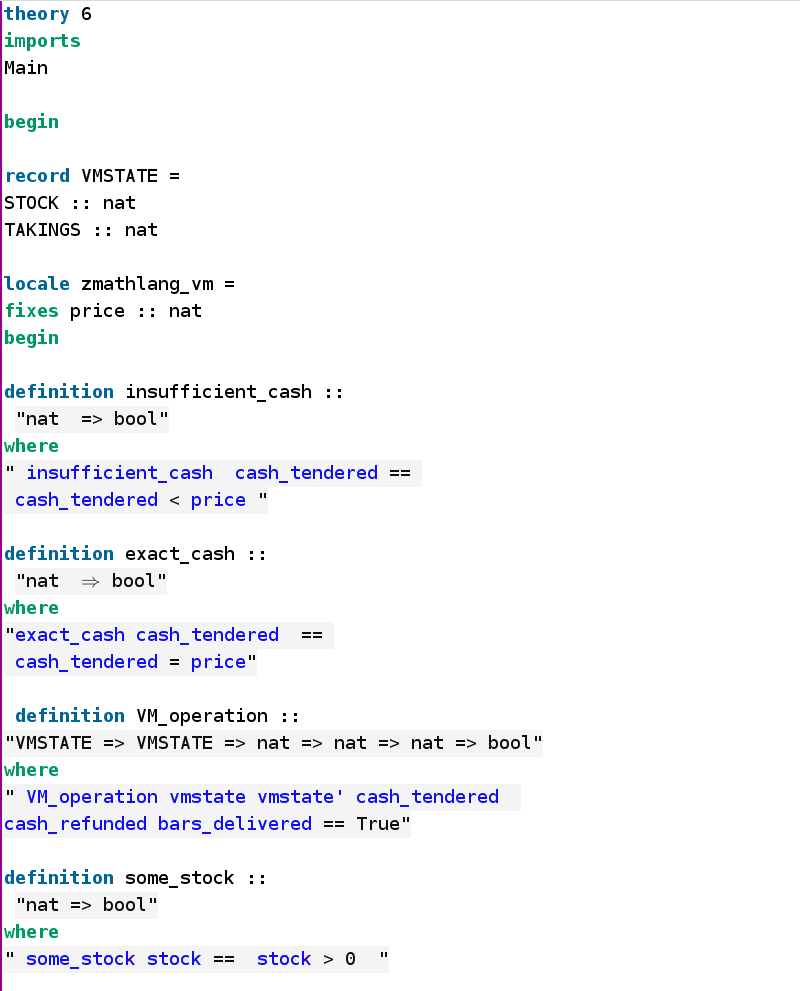 theory 6
imports
Main
begin
record VMSTATE =
STOCK :: nat
TAKINGS :: nat
locale zmathlang_vm =
fixes price :: nat
begin
definition insufficient_cash ::
"nat  => bool"
where
" insufficient_cash  cash_tendered ==
cash_tendered < price "
definition exact_cash ::
"nat  ⇒ bool"
where
"exact_cash cash_tendered  ==
cash_tendered = price"
definition VM_operation ::
"VMSTATE => VMSTATE => nat => nat => nat => bool"
where
" VM_operation vmstate vmstate' cash_tendered
cash_refunded bars_delivered == True"
definition some_stock ::
"nat => bool"
where
" some_stock stock ==  stock > 0  "